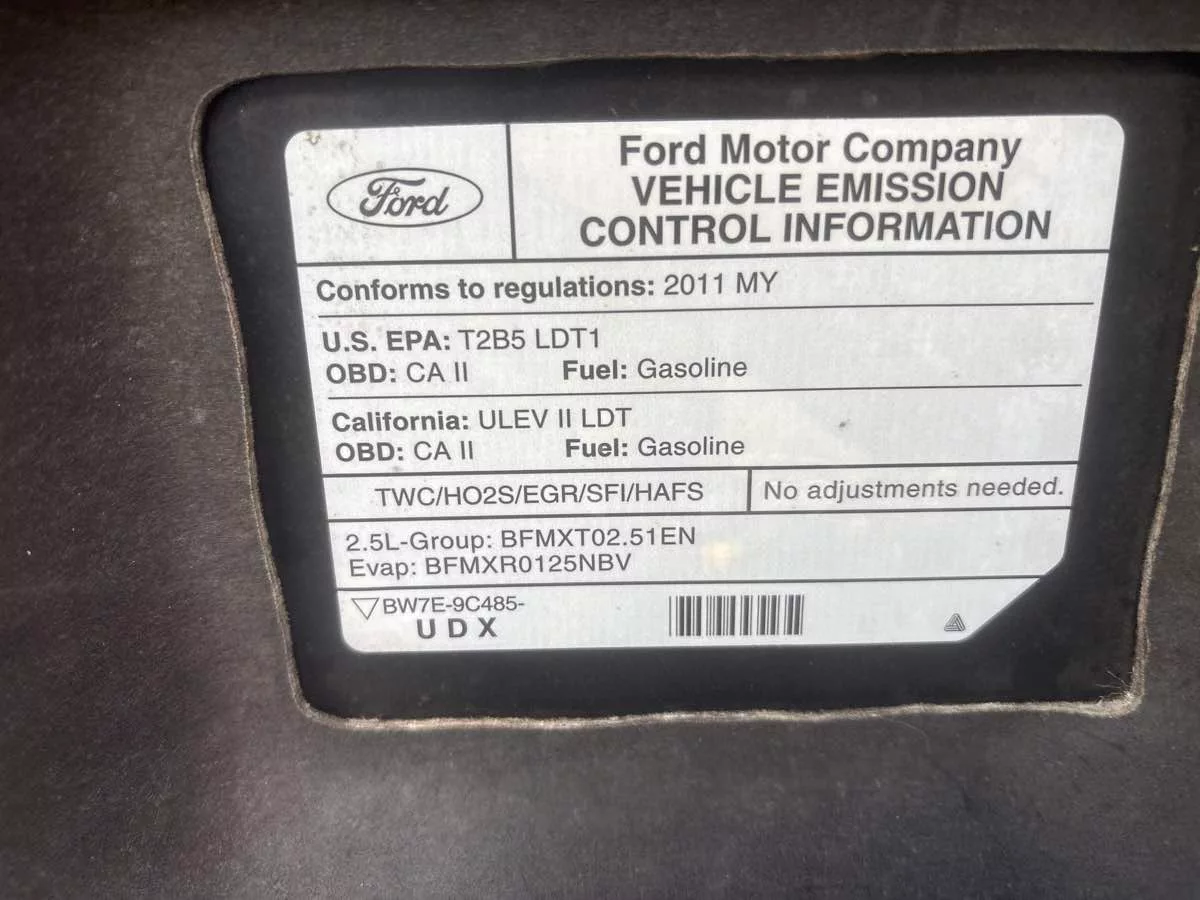 Ford
Ford Motor Company
VEHICLE EMISSION
CONTROL INFORMATION
Conforms to regulations: 2011 MY
U.S. EPA: T2B5 LDT1
OBD: CA II Fuel: Gasoline
California: ULEV II LDT
OBD: CA II Fuel: Gasoline
TWC/HO2S/EGR/SFI/HAFS No adjustments needed.
2.5L-Group: BFMXT02.51EN
Evap: BFMXR0125NBV
BW7E-9C485-
UDX